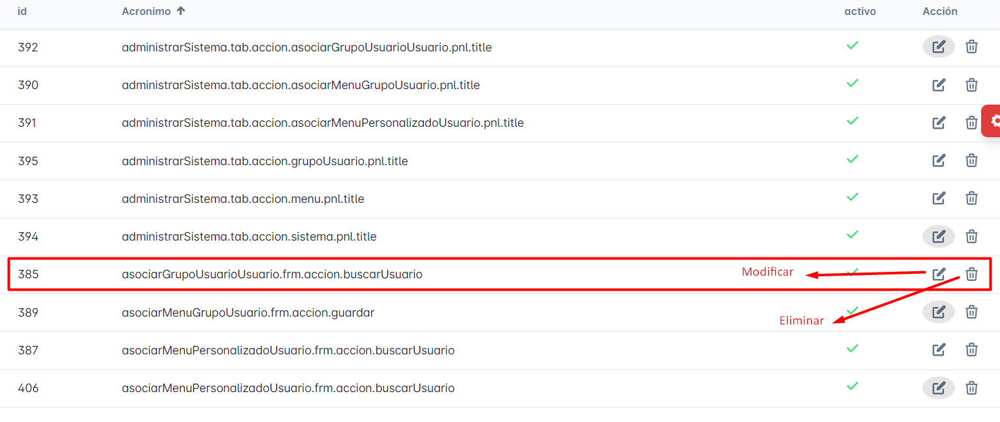 id Acronimo activo Acción
392 administrarSistema.tab.accion.asociarGrupoUsuarioUsuario.pnl.title
390 administrarSistema.tab.accion.asociarMenuGrupoUsuario.pnl.title
391 administrarSistema.tab.accion.asociarMenuPersonalizadoUsuario.pnl.title
395 administrarSistema.tab.accion.grupoUsuario.pnl.title
393 administrarSistema.tab.accion.menu.pnl.title
394 administrarSistema.tab.accion.sistema.pnl.title
385 asociarGrupoUsuarioUsuario.frm.accion.buscarUsuario Modificar
389 asociarMenuGrupoUsuario.frm.accion.guardar
Eliminar
387 asociarMenuPersonalizadoUsuario.frm.accion.buscarUsuario
406 asociarMenuPersonalizadoUsuario.frm.accion.buscarUsuario